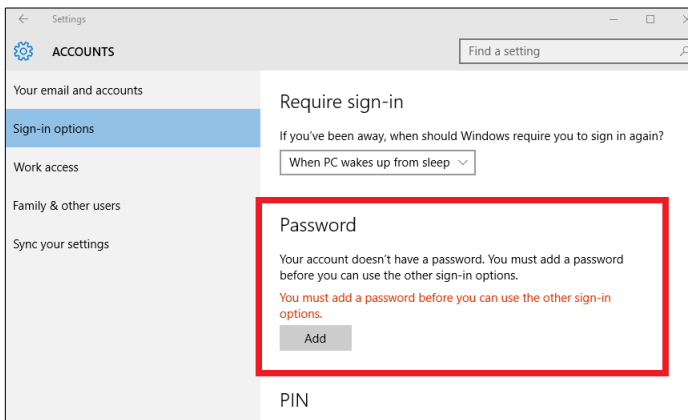 Settings
ACCOUNTS
Find a setting
Your email and accounts
Sign-in options
Work access
Family & other users
Sync your settings
Require sign-in
If you've been away, when should Windows require you to sign in again?
When PC wakes up from sleep
Password
Your account doesn't have a password. You must add a password
before you can use the other sign-in options.
You must add a password before you can use the other sign-in
options.
Add
PIN